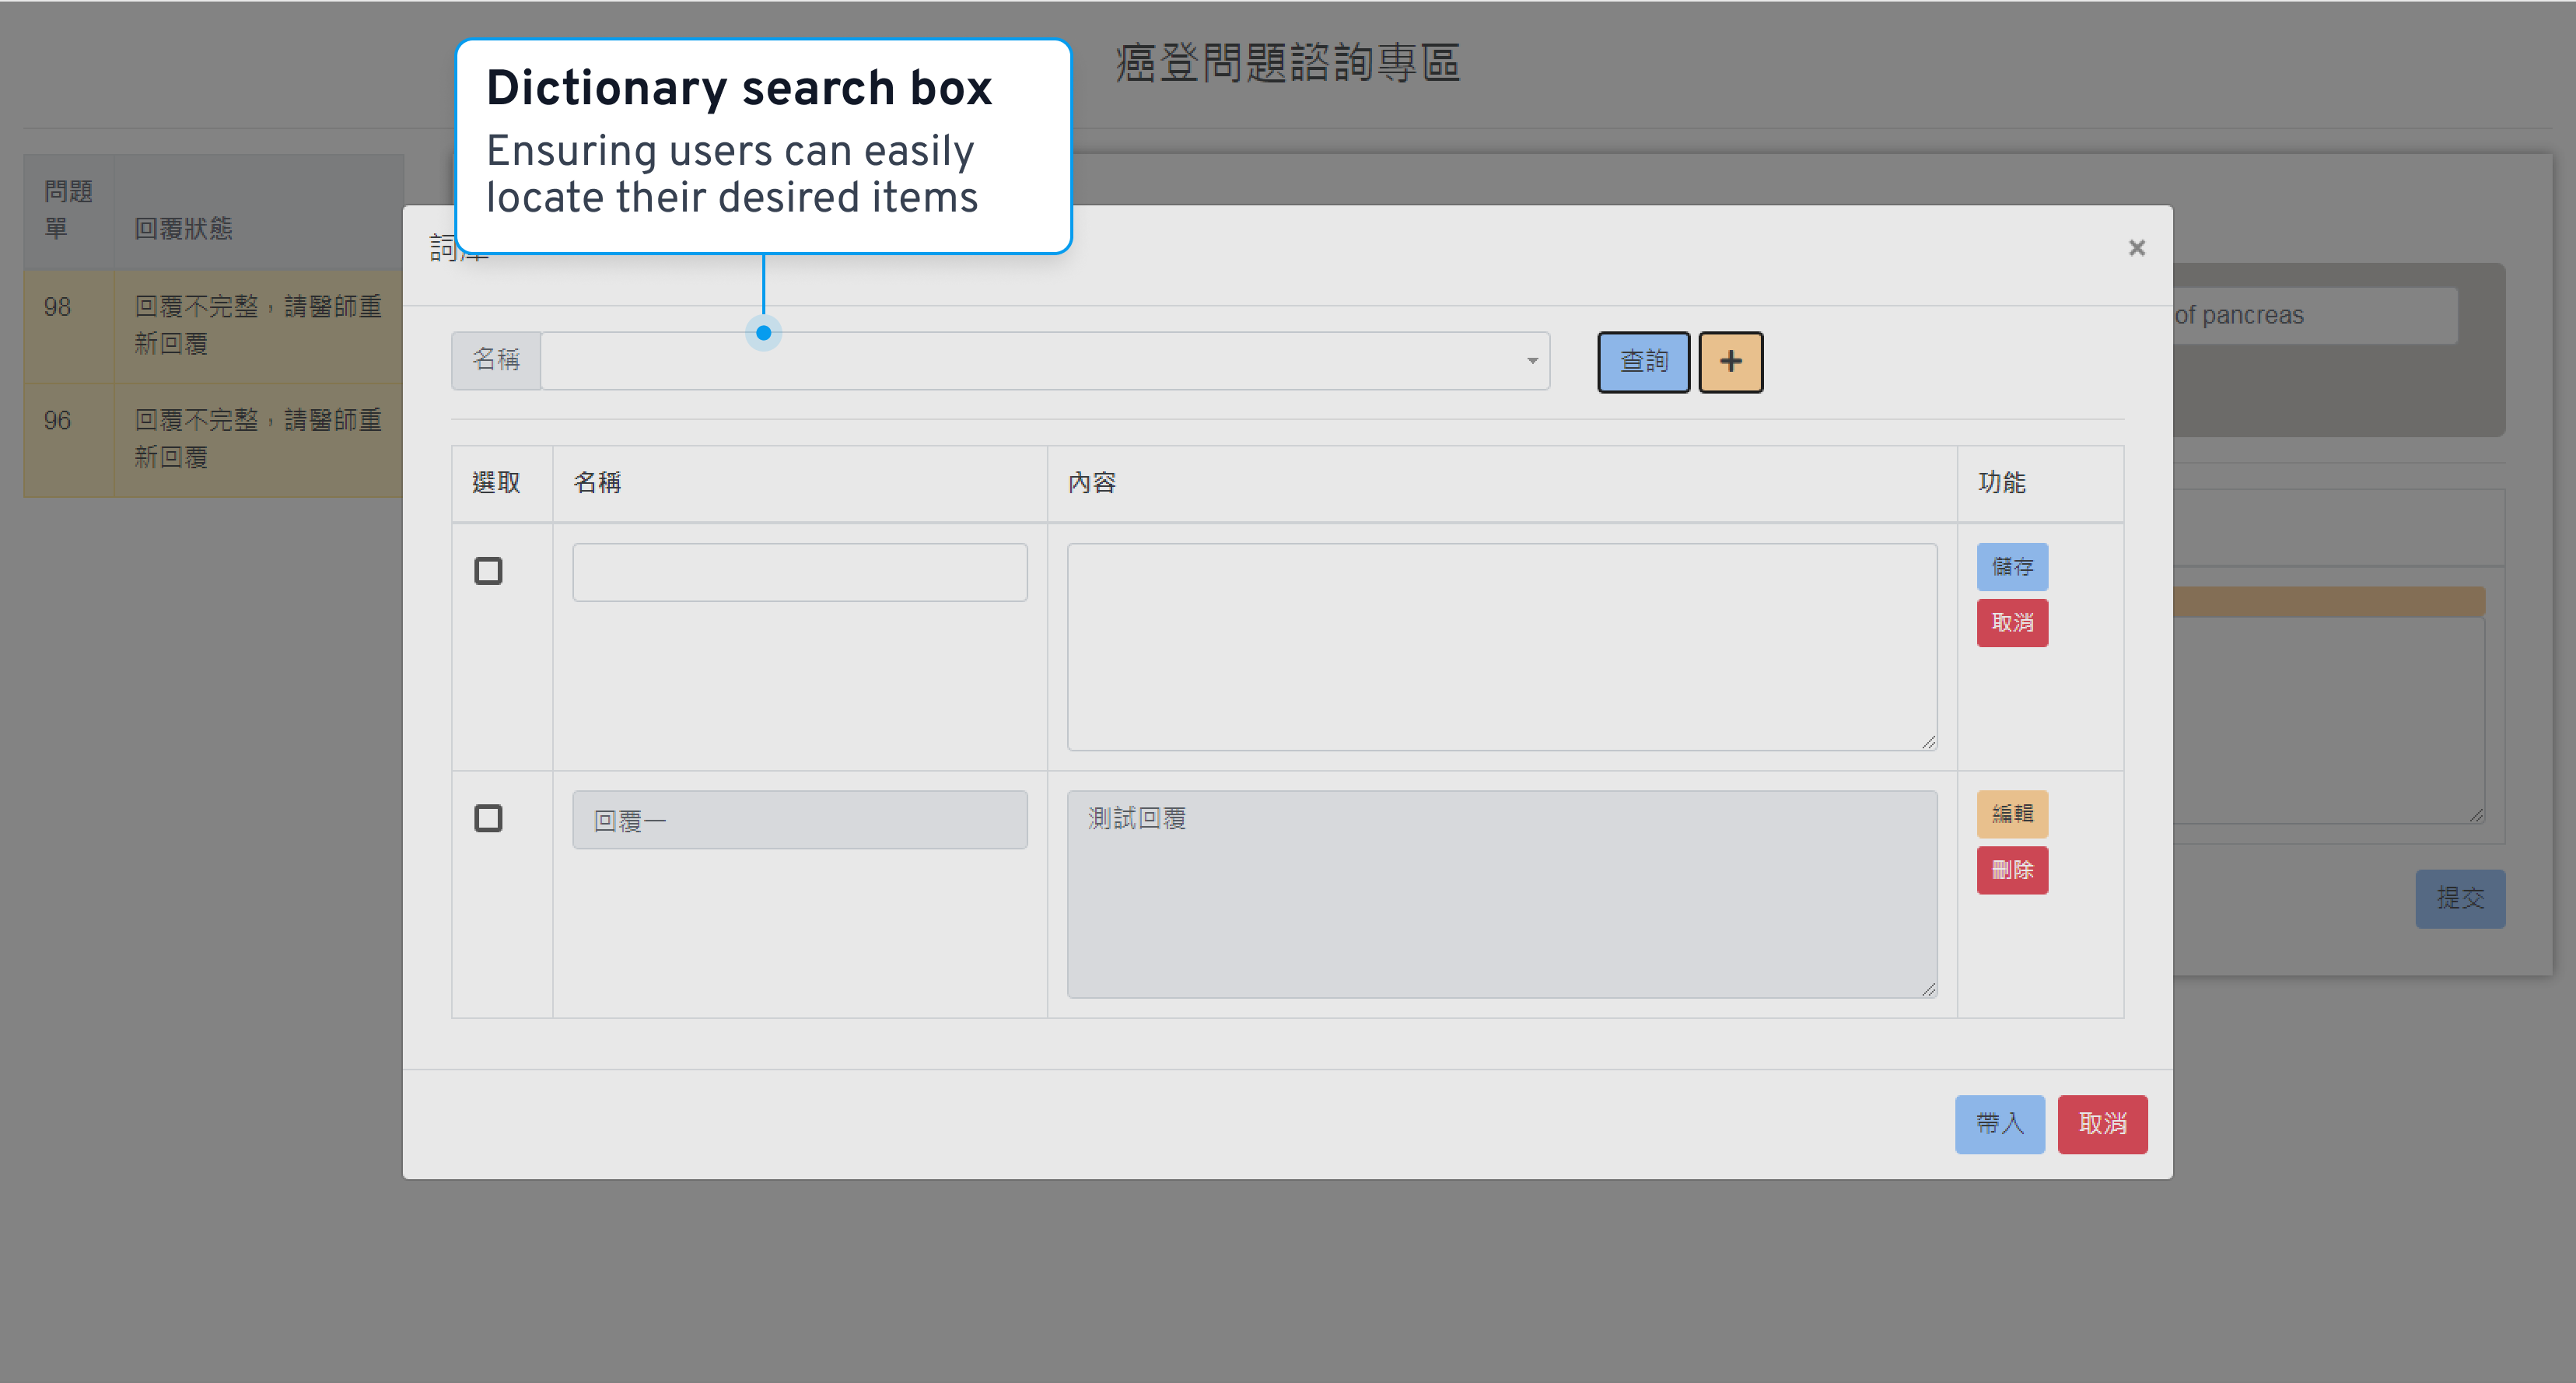 癌登問題諮詢專區
Dictionary search box
Ensuring users can easily
locate their desired items
問題
單
回覆狀態
98
回覆不完整，請醫師重
新回覆
96
回覆不完整，請醫師重
新回覆
of pancreas
提交
詞
×
名稱
查詢
+
選取
名稱
內容
功能
儲存
取消
回覆一
測試回覆
編輯
刪除
帶入
取消